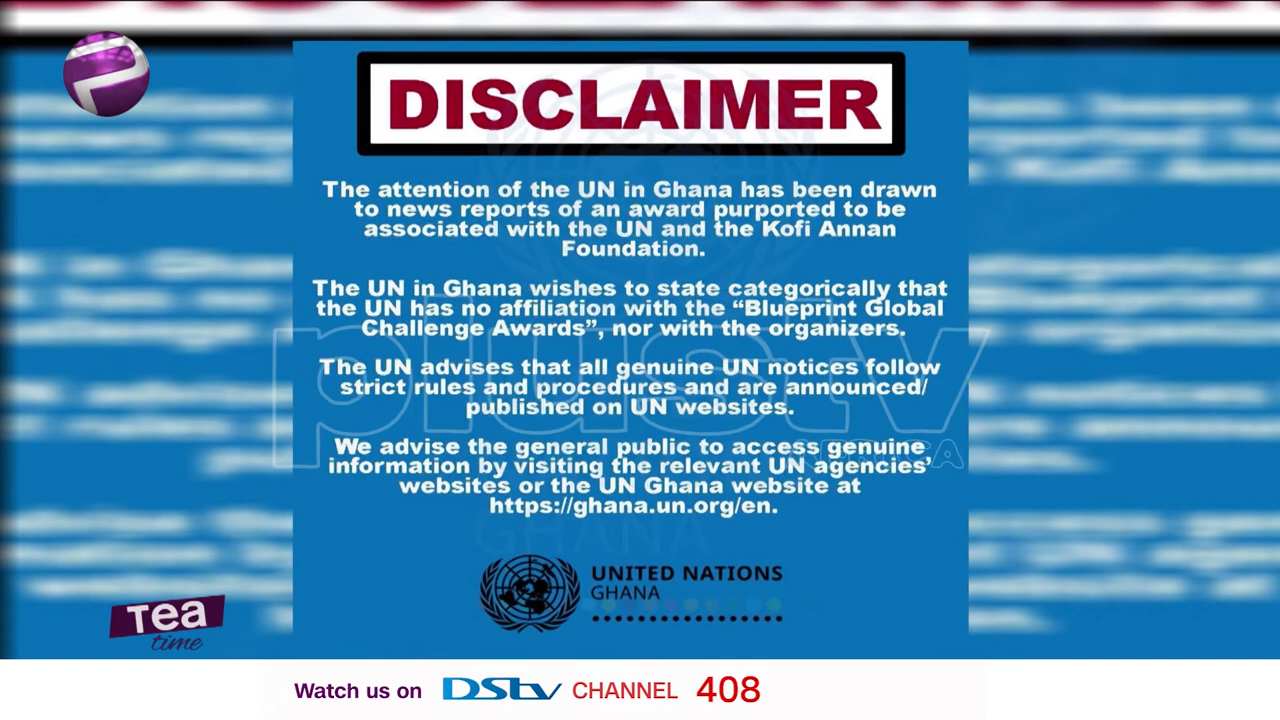 DISCLAIMER
The attention of the UN in Ghana has been drawn
to news reports of an award purported to be
associated with the UN and the Kofi Annan
Foundation.
The UN in Ghana wishes to state categorically that
the UN has no affiliation with the “Blueprint Global
Challenge Awards”, nor with the organizers.
The UN advises that all genuine UN notices follow
strict rules and procedures and are announced/
published on UN websites.
We advise the general public to access genuine
information by visiting the relevant UN agencies’
websites or the UN Ghana website at
https://ghana.un.org/en.
plustv
AFRICA
GHANA
UNITED NATIONS
GHANA
Tea
time
Watch us on DStv CHANNEL 408